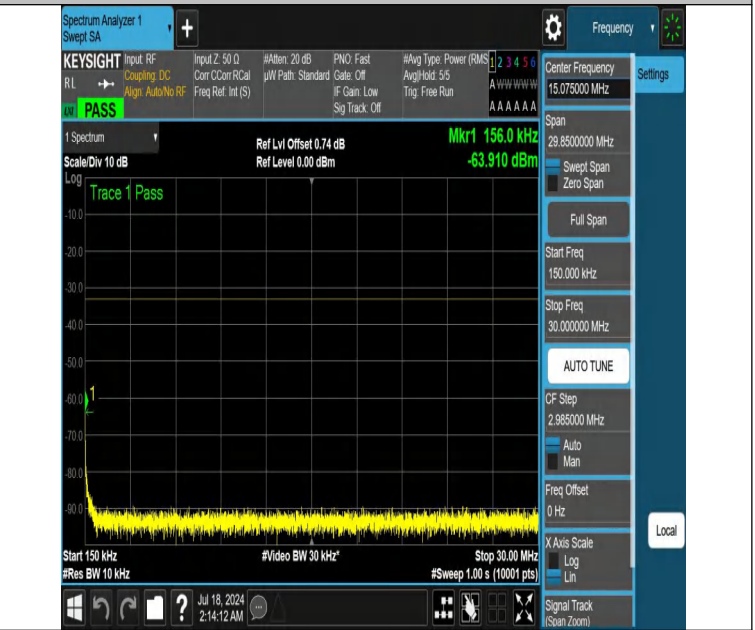 Spectrum Analyzer 1
Swept SA
+
Frequency
KEYSIGHT
RL
PASS
Input: RF
Coupling: DC
Align: Auto/No RF
Input Z: 50 Ω
Corr CCorr RCal
Freq Ref: Int (S)
#Atten: 20 dB
µW Path: Standard
PNO: Fast
Gate: Off
IF Gain: Low
Sig Track: Off
#Avg Type: Power (RMS
Avg|Hold: 5/5
Trig: Free Run
1 2 3 4 5 6
A W W W W W
A A A A A A
1 Spectrum
Scale/Div 10 dB
Ref Lvl Offset 0.74 dB
Ref Level 0.00 dBm
Mkr1 156.0 kHz
-63.910 dBm
Log
Trace 1 Pass
-10.0
-20.0
-30.0
-40.0
-50.0
-60.0
1
-70.0
-80.0
-90.0
Start 150 kHz
#Video BW 30 kHz*
Stop 30.00 MHz
#Res BW 10 kHz
#Sweep 1.00 s (10001 pts)
?
Jul 18, 2024
2:14:12 AM
Center Frequency
15.075000 MHz
Settings
Span
29.8500000 MHz
Swept Span
Zero Span
Full Span
Start Freq
150.000 kHz
Stop Freq
30.000000 MHz
AUTO TUNE
CF Step
2.985000 MHz
Auto
Man
Freq Offset
0 Hz
X Axis Scale
Log
Lin
Local
Signal Track
(Span Zoom)